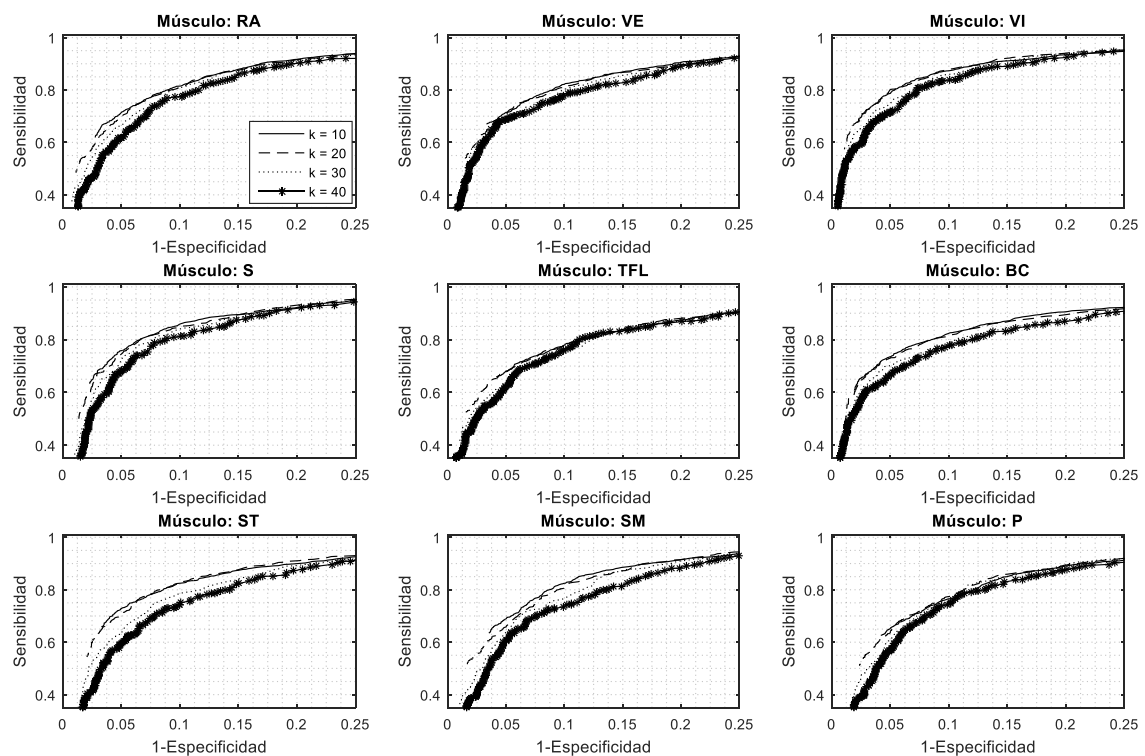 Músculo: RA
Músculo: VE
Músculo: VI
1
0.8
0.6
0.4
Sensibilidad
k = 10
k = 20
k = 30
k = 40
0 0.05 0.1 0.15 0.2 0.25
1-Especificidad
1
0.8
0.6
0.4
Sensibilidad
0 0.05 0.1 0.15 0.2 0.25
1-Especificidad
1
0.8
0.6
0.4
Sensibilidad
0 0.05 0.1 0.15 0.2 0.25
1-Especificidad
Músculo: S
Músculo: TFL
Músculo: BC
1
0.8
0.6
0.4
Sensibilidad
0 0.05 0.1 0.15 0.2 0.25
1-Especificidad
1
0.8
0.6
0.4
Sensibilidad
0 0.05 0.1 0.15 0.2 0.25
1-Especificidad
1
0.8
0.6
0.4
Sensibilidad
0 0.05 0.1 0.15 0.2 0.25
1-Especificidad
Músculo: ST
Músculo: SM
Músculo: P
1
0.8
0.6
0.4
Sensibilidad
0 0.05 0.1 0.15 0.2 0.25
1-Especificidad
1
0.8
0.6
0.4
Sensibilidad
0 0.05 0.1 0.15 0.2 0.25
1-Especificidad
1
0.8
0.6
0.4
Sensibilidad
0 0.05 0.1 0.15 0.2 0.25
1-Especificidad